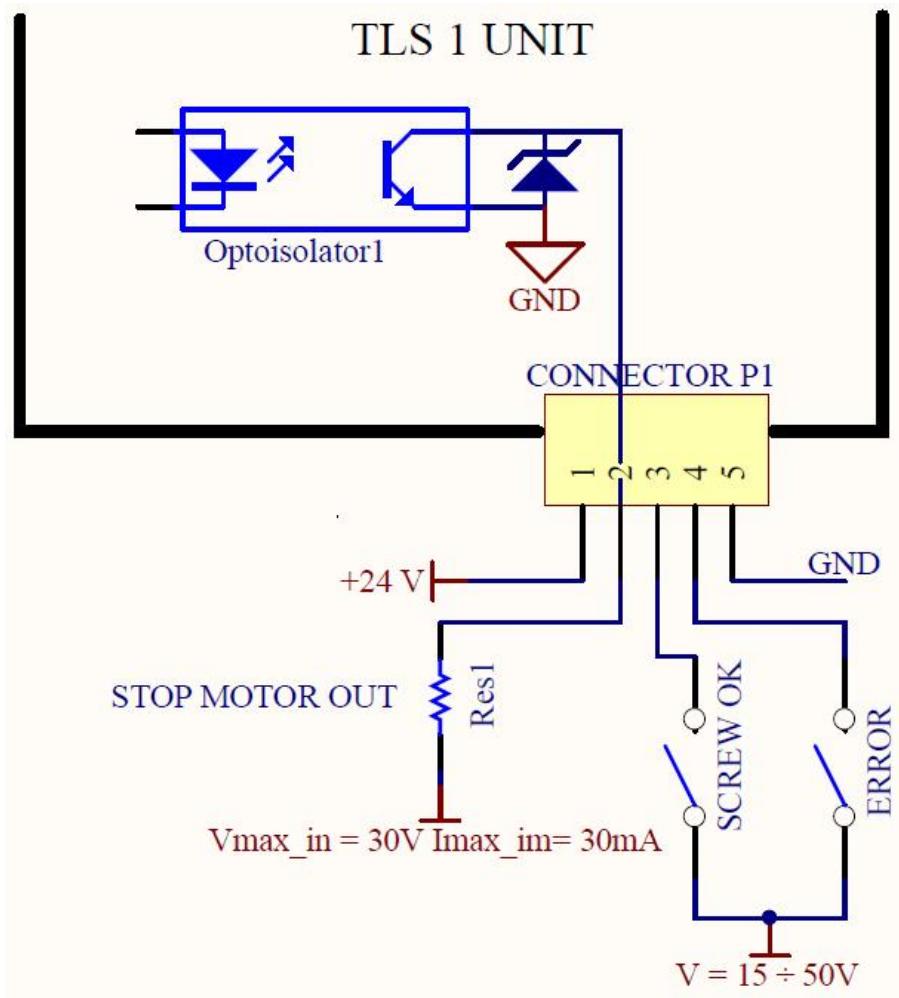 TLS 1 UNIT
Optoisolator1
GND
CONNECTOR P1
1 2 3 4 5
+24 V
GND
STOP MOTOR OUT
Res1
SCREW OK
ERROR
Vmax_in = 30V Imax_im= 30mA
V = 15 ÷ 50V